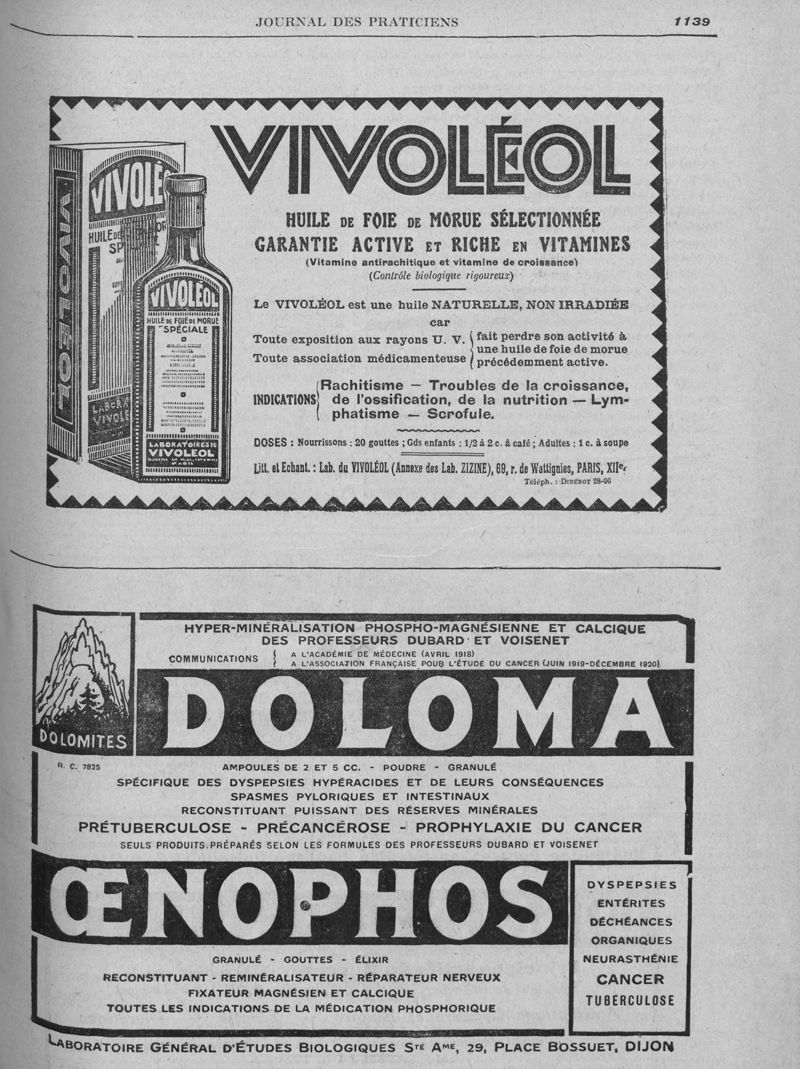 JOURNAL DES PRATICIENS
1139
VIVOLÉOL
VIVOLÉ
HUILE DE
VIVOLEOL
LABORA
VIVOLÉ
VIVOLÉOL
HUILE DE FOIE DE MORUE
SPÉCIALE
LABORATOIRES DU
VIVOLEOL
PARIS
HUILE DE FOIE DE MORUE SÉLECTIONNÉE
GARANTIE ACTIVE ET RICHE EN VITAMINES
(Vitamine antirachitique et vitamine de croissance)
(Contrôle biologique rigoureux)
Le VIVOLÉOL est une huile NATURELLE, NON IRRADIÉE
car
Toute exposition aux rayons U. V.
Toute association médicamenteuse
fait perdre son activité à
une huile de foie de morue
précédemment active.
INDICATIONS
Rachitisme — Troubles de la croissance,
de l'ossification, de la nutrition — Lym-
phatisme — Scrofule.
DOSES : Nourrissons : 20 gouttes ; Gds enfants : 1/2 à 2 c. à café ; Adultes : 1 c. à soupe
Litt. et Echant. : Lab. du VIVOLÉOL (Annexe des Lab. ZIZINE), 69, r. de Wattignies, PARIS, XIIe.
Téléph. : DIDEROT 28-96
DOLOMITES
HYPER-MINÉRALISATION PHOSPHO-MAGNÉSIENNE ET CALCIQUE
DES PROFESSEURS DUBARD ET VOISENET
COMMUNICATIONS
A L'ACADÉMIE DE MÉDECINE (AVRIL 1918)
A L'ASSOCIATION FRANÇAISE POUR L'ÉTUDE DU CANCER (JUIN 1919-DÉCEMBRE 1920)
DOLOMA
R. C. 7825
AMPOULES DE 2 ET 5 CC. - POUDRE - GRANULÉ
SPÉCIFIQUE DES DYSPEPSIES HYPÉRACIDES ET DE LEURS CONSÉQUENCES
SPASMES PYLORIQUES ET INTESTINAUX
RECONSTITUANT PUISSANT DES RÉSERVES MINÉRALES
PRÉTUBERCULOSE - PRÉCANCÉROSE - PROPHYLAXIE DU CANCER
SEULS PRODUITS PRÉPARÉS SELON LES FORMULES DES PROFESSEURS DUBARD ET VOISENET
ŒNOPHOS
GRANULÉ - GOUTTES - ÉLIXIR
RECONSTITUANT - REMINÉRALISATEUR - RÉPARATEUR NERVEUX
FIXATEUR MAGNÉSIEN ET CALCIQUE
TOUTES LES INDICATIONS DE LA MÉDICATION PHOSPHORIQUE
DYSPEPSIES
ENTÉRITES
DÉCHÉANCES
ORGANIQUES
NEURASTHÉNIE
CANCER
TUBERCULOSE
LABORATOIRE GÉNÉRAL D'ÉTUDES BIOLOGIQUES STÉ AME, 29, PLACE BOSSUET, DIJON